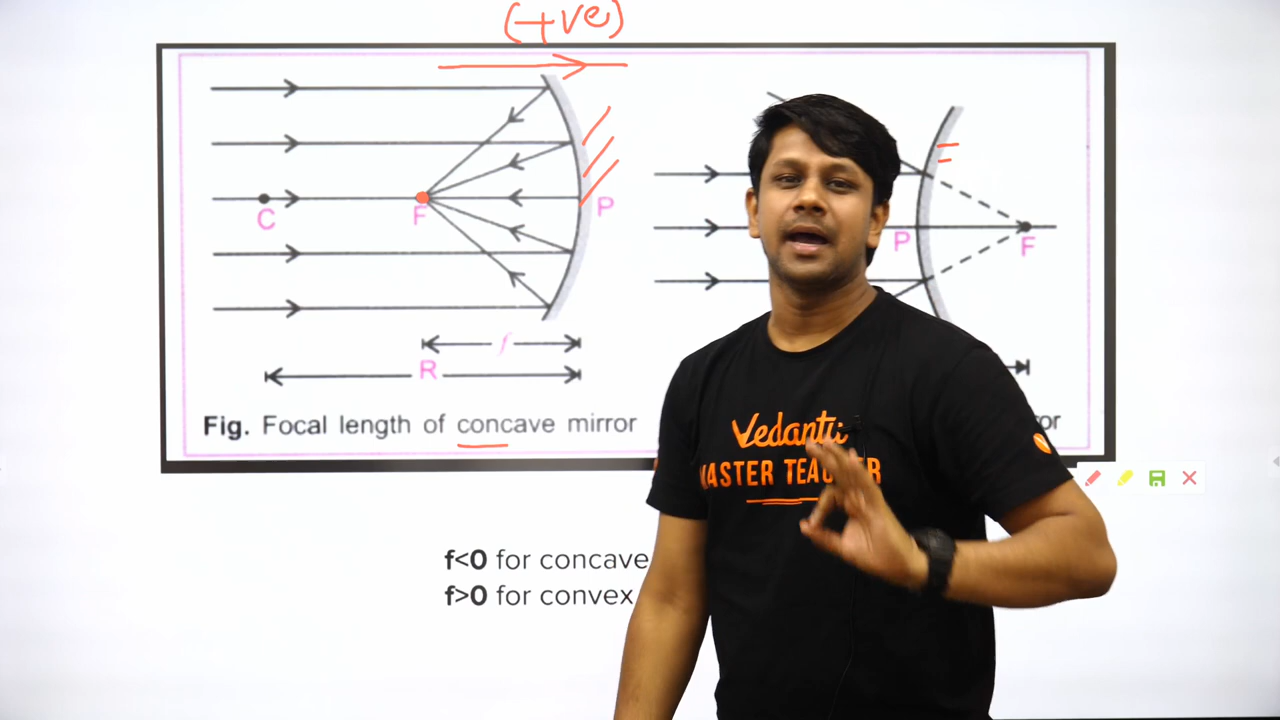 (+ve)
C
F
P
f
R
Fig. Focal length of concave mirror
P
F
f<0 for concave
f>0 for convex
Vedantu
MASTER TEACHER